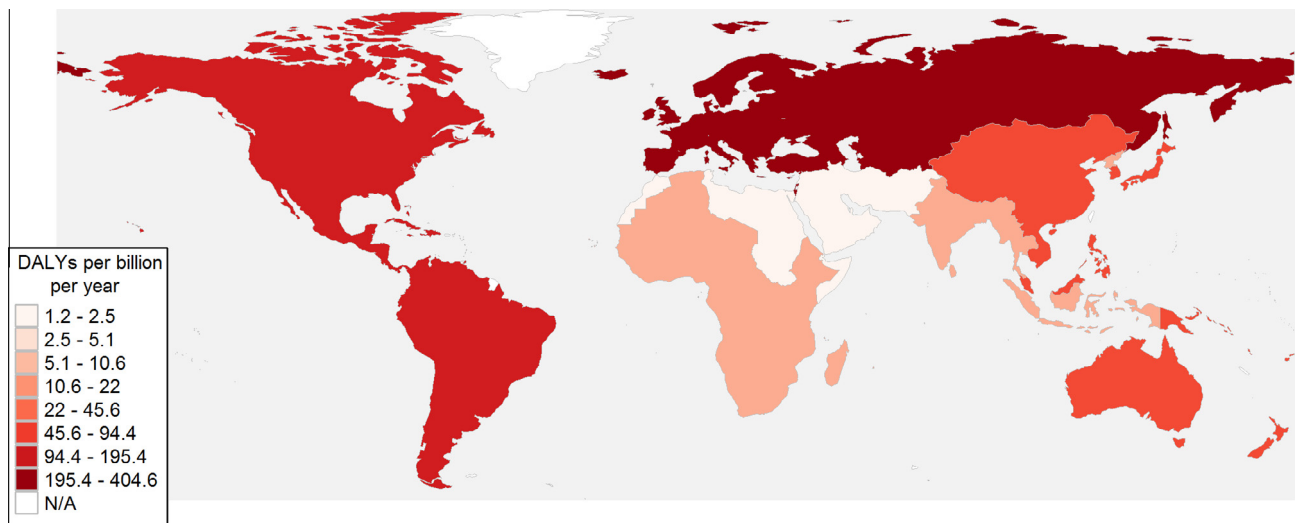 DALYs per billion
per year
1.2 - 2.5
2.5 - 5.1
5.1 - 10.6
10.6 - 22
22 - 45.6
45.6 - 94.4
94.4 - 195.4
195.4 - 404.6
N/A